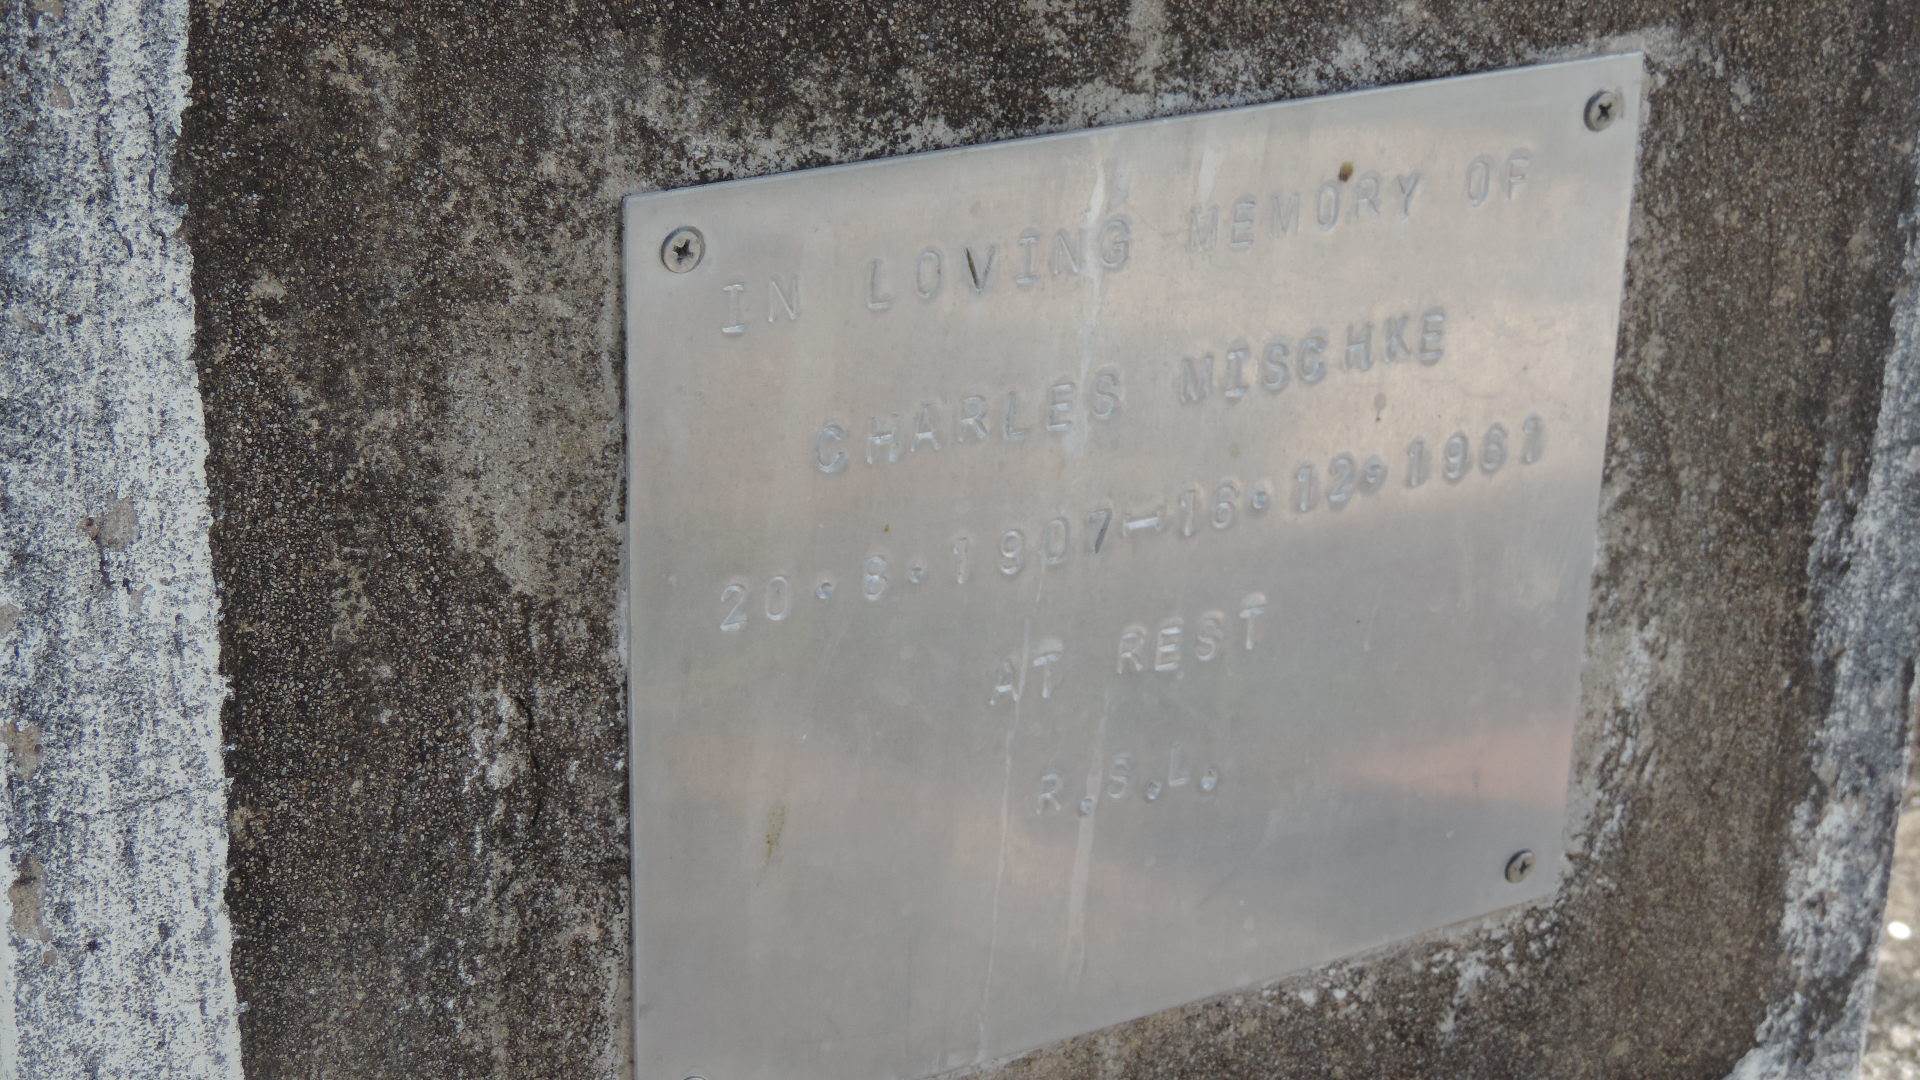 IN LOVING MEMORY OF
CHARLES MISCHKE
20.8.1907-16.12.1961
AT REST
R.S.L.